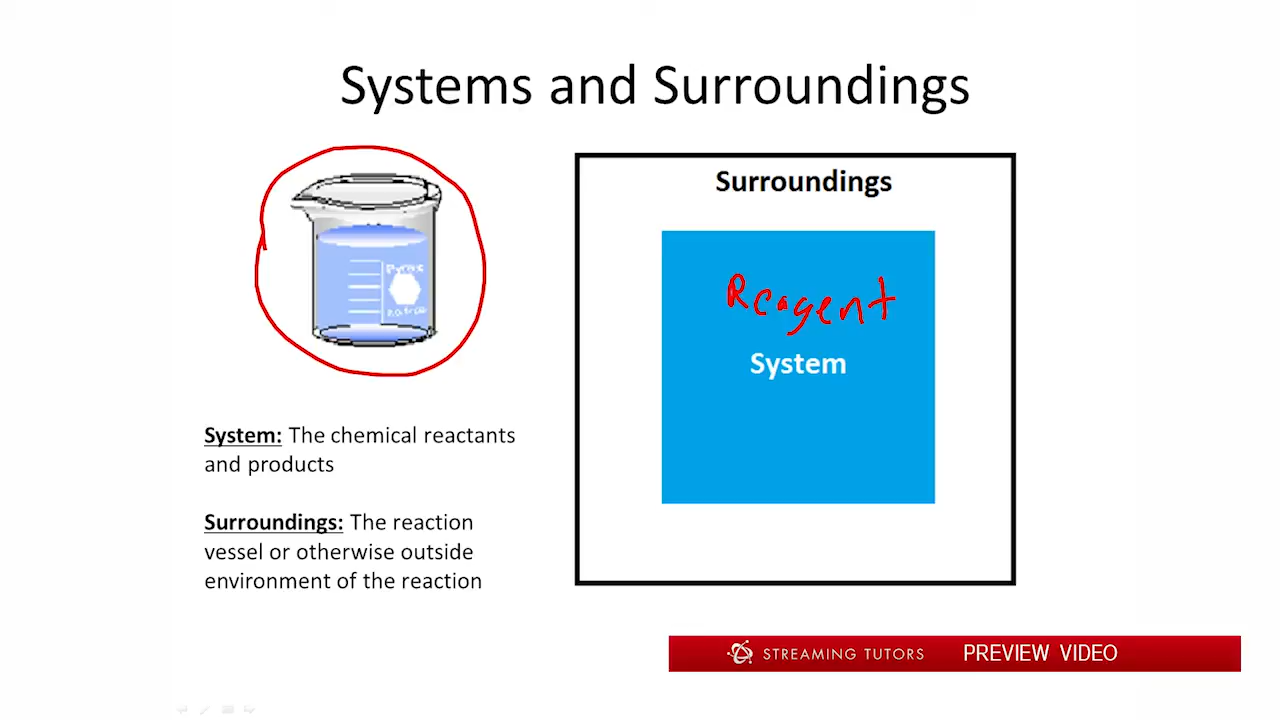 Systems and Surroundings
Pyrex
Surroundings
Reagent
System
System: The chemical reactants
and products
Surroundings: The reaction
vessel or otherwise outside
environment of the reaction
STREAMING TUTORS PREVIEW VIDEO